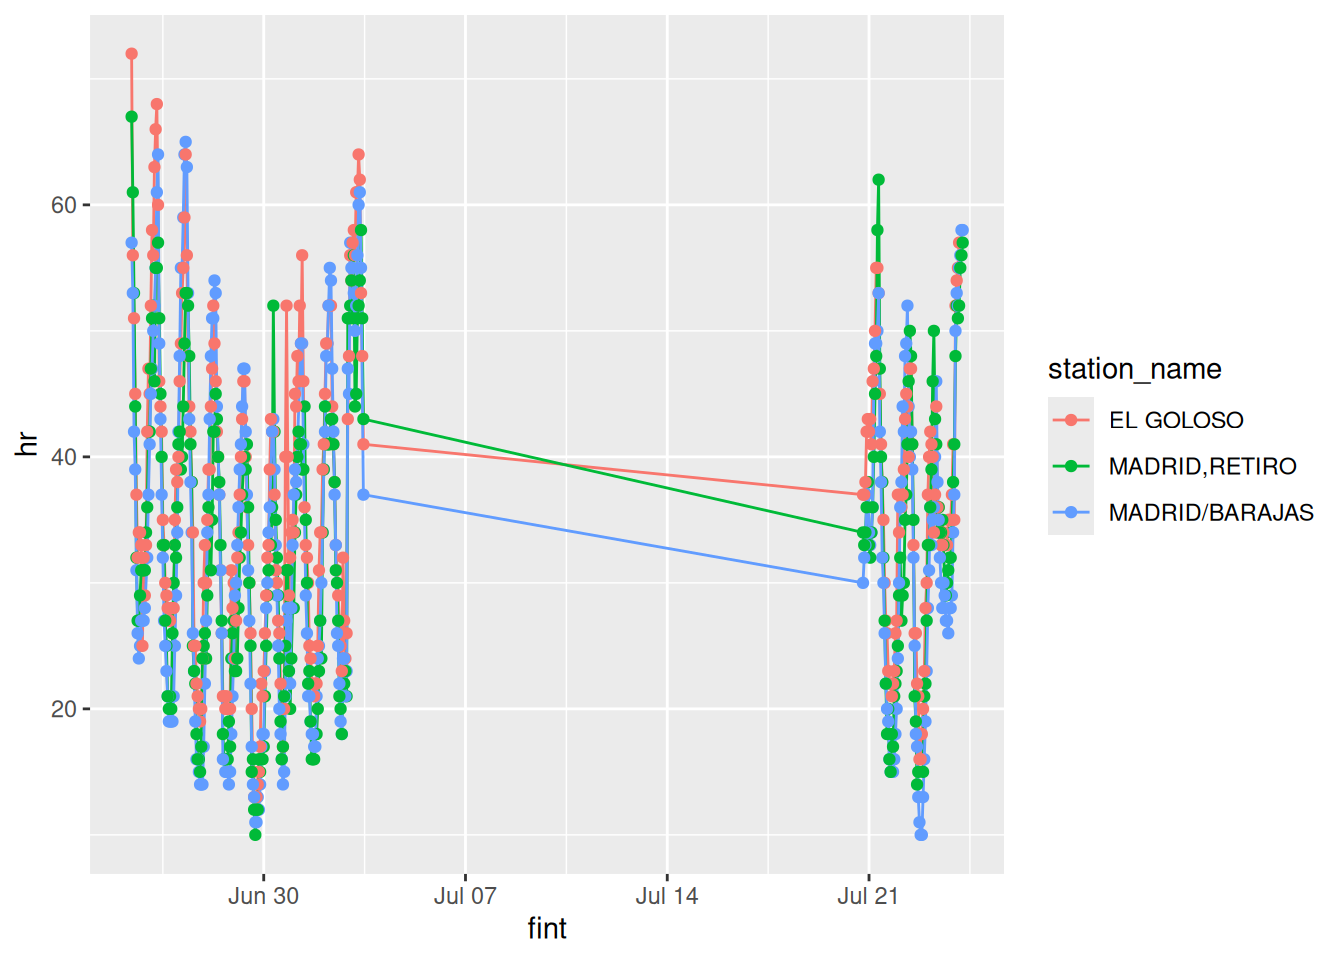 hr
60
40
20
Jun 30
Jul 07
Jul 14
Jul 21
fint
station_name
EL GOLOSO
MADRID,RETIRO
MADRID/BARAJAS